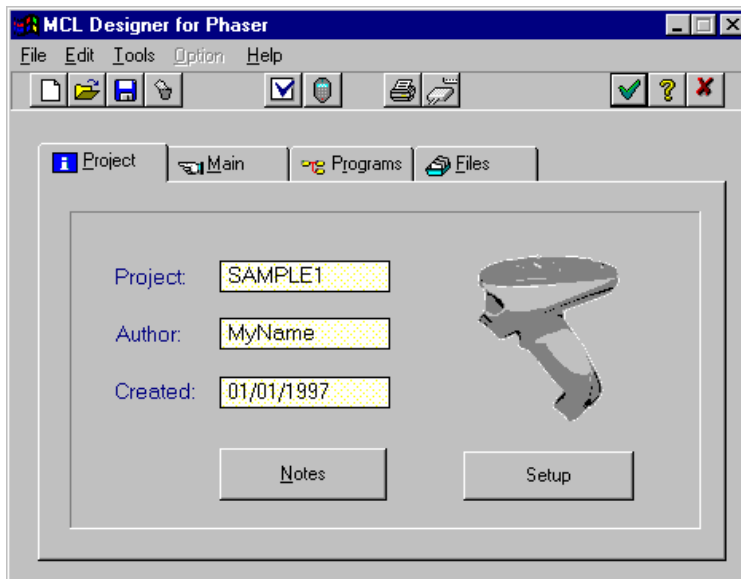 MCL Designer for Phaser
File Edit Tools Option Help
Project Main Programs Files
Project: SAMPLE1
Author: MyName
Created: 01/01/1997
Notes Setup